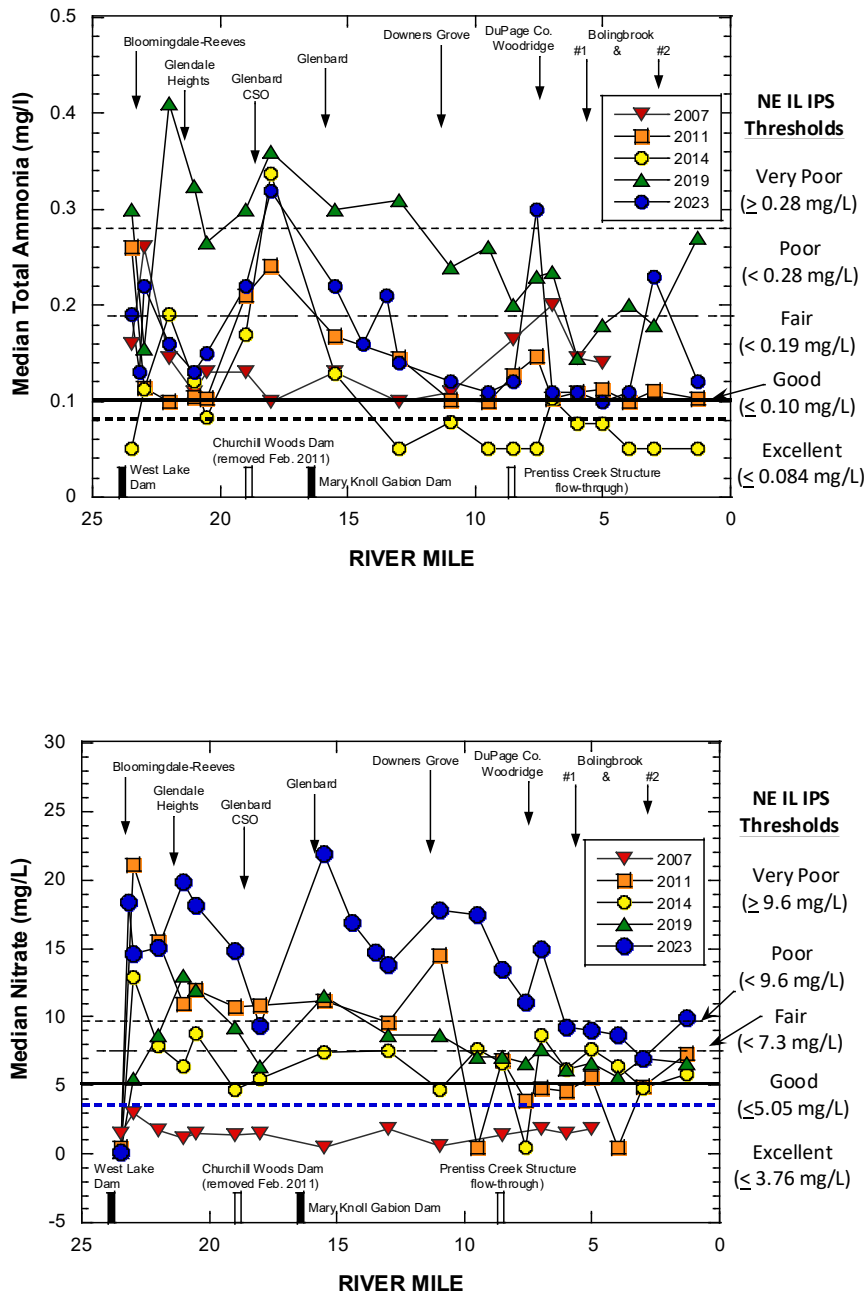 0.5
0.4
0.3
0.2
0.1
0
Median Total Ammonia (mg/l)
Bloomingdale-Reeves
Glendale
Heights
Glenbard
CSO
Glenbard
Downers Grove
DuPage Co.
Woodridge
Bolingbrook
#1 & #2
2007
2011
2014
2019
2023
Churchill Woods Dam
(removed Feb. 2011)
West Lake
Dam
Mary Knoll Gabion Dam
Prentiss Creek Structure
flow-through)
25 20 15 10 5 0
RIVER MILE
NE IL IPS
Thresholds
Very Poor
(≥ 0.28 mg/L)
Poor
(< 0.28 mg/L)
Fair
(< 0.19 mg/L)
Good
(≤ 0.10 mg/L)
Excellent
(≤ 0.084 mg/L)
30
25
20
15
10
5
0
-5
Median Nitrate (mg/L)
Bloomingdale-Reeves
Glendale
Heights
Glenbard
CSO
Glenbard
Downers Grove
DuPage Co.
Woodridge
Bolingbrook
#1 & #2
2007
2011
2014
2019
2023
West Lake
Dam
Churchill Woods Dam
(removed Feb. 2011)
Mary Knoll Gabion Dam
Prentiss Creek Structure
flow-through)
25 20 15 10 5 0
RIVER MILE
NE IL IPS
Thresholds
Very Poor
(≥ 9.6 mg/L)
Poor
(< 9.6 mg/L)
Fair
(< 7.3 mg/L)
Good
(≤5.05 mg/L)
Excellent
(≤ 3.76 mg/L)